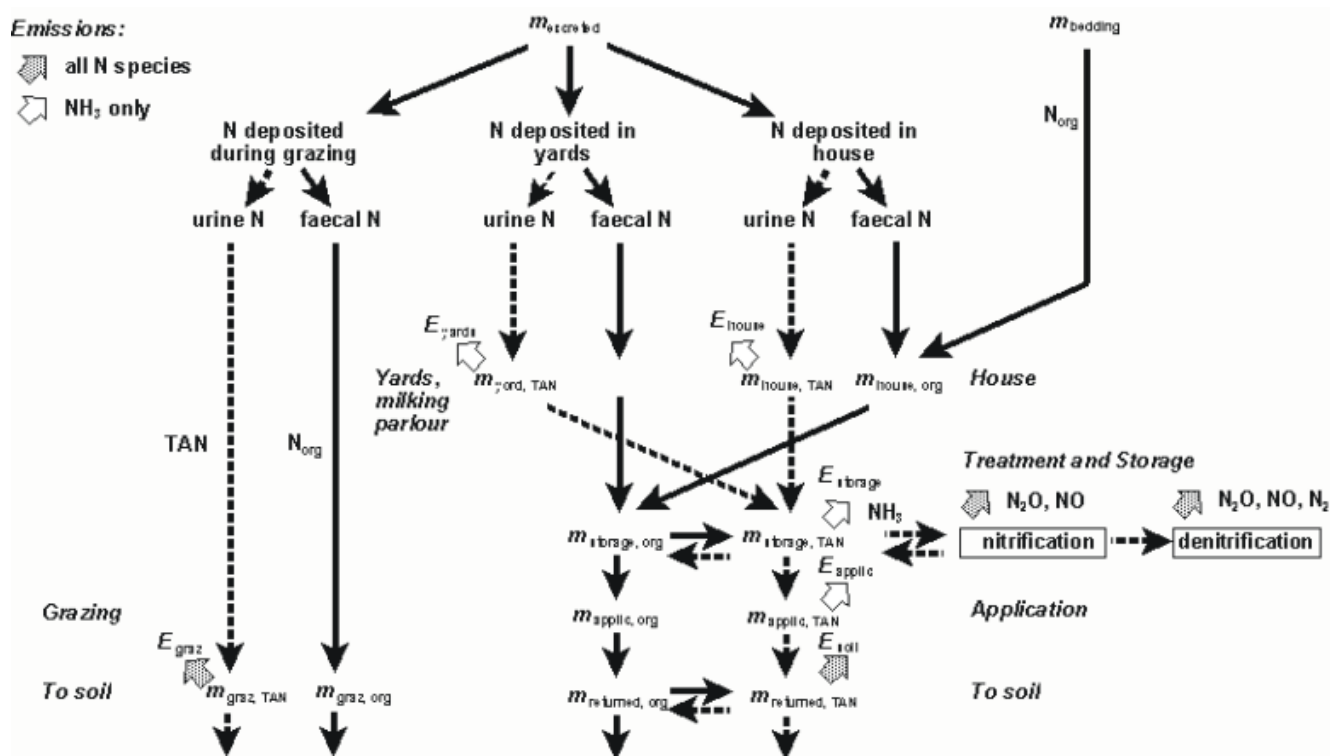 Emissions:
all N species
NH₃ only
m excreted
m bedding
N deposited during grazing
N deposited in yards
N deposited in house
N org
urine N faecal N
urine N faecal N
urine N faecal N
E yards
E house
Yards, milking parlour
m yard, TAN
m house, TAN
m house, org
House
TAN
N org
Treatment and Storage
E storage
NH₃
N₂O, NO
N₂O, NO, N₂
m storage, org
m storage, TAN
nitrification
denitrification
E applic
Grazing
m applic, org
m applic, TAN
Application
E graz
E soil
To soil
m graz, TAN
m graz, org
m returned, org
m returned, TAN
To soil